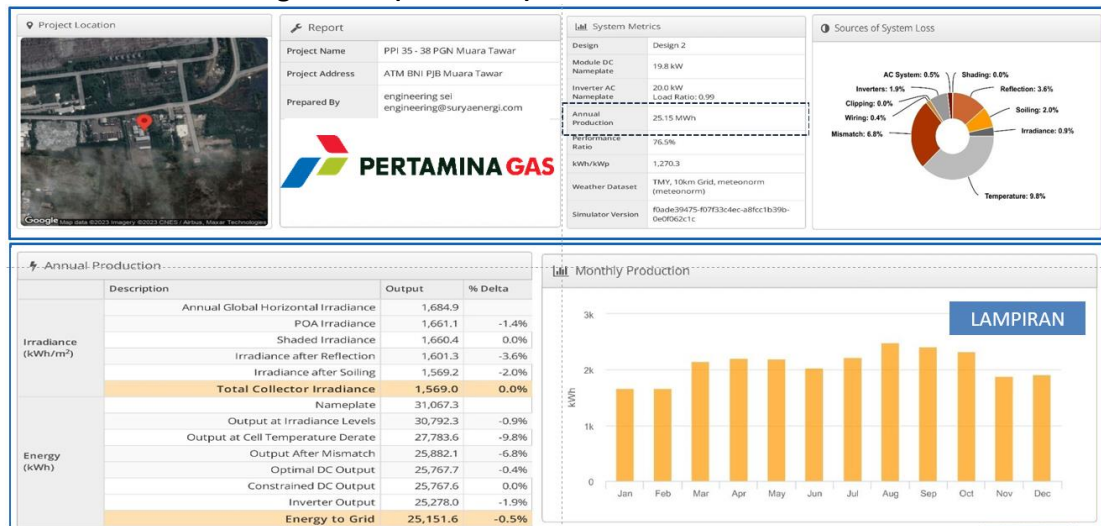 Project Location
Google Map data ©2023 Imagery ©2023 CNES / Airbus, Maxar Technologies
Report
Project Name PPI 35 - 38 PGN Muara Tawar
Project Address ATM BNI PJB Muara Tawar
Prepared By engineering sei
engineering@suryaenergi.com
PERTAMINA GAS
System Metrics
Design Design 2
Module DC Nameplate 19.8 kW
Inverter AC Nameplate 20.0 kW
Load Ratio: 0.99
Annual Production 25.15 MWh
Performance Ratio 76.5%
kWh/kWp 1,270.3
Weather Dataset TMY, 10km Grid, meteonorm (meteonorm)
Simulator Version f0ade39475-f07f33c4ec-a8fcc1b39b-0e0f062c1c
Sources of System Loss
AC System: 0.5%
Shading: 0.0%
Inverters: 1.9%
Reflection: 3.6%
Clipping: 0.0%
Soiling: 2.0%
Wiring: 0.4%
Irradiance: 0.9%
Mismatch: 6.8%
Temperature: 9.8%
Annual Production
Description Output % Delta
Irradiance (kWh/m²)
Annual Global Horizontal Irradiance 1,684.9
POA Irradiance 1,661.1 -1.4%
Shaded Irradiance 1,660.4 0.0%
Irradiance after Reflection 1,601.3 -3.6%
Irradiance after Soiling 1,569.2 -2.0%
Total Collector Irradiance 1,569.0 0.0%
Energy (kWh)
Nameplate 31,067.3
Output at Irradiance Levels 30,792.3 -0.9%
Output at Cell Temperature Derate 27,783.6 -9.8%
Output After Mismatch 25,882.1 -6.8%
Optimal DC Output 25,767.7 -0.4%
Constrained DC Output 25,767.6 0.0%
Inverter Output 25,278.0 -1.9%
Energy to Grid 25,151.6 -0.5%
Monthly Production
LAMPIRAN
kWh
3k
2k
1k
0
Jan Feb Mar Apr May Jun Jul Aug Sep Oct Nov Dec